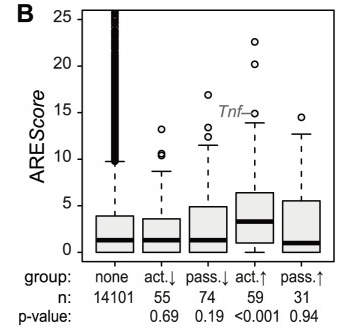 B
25
20
15
10
5
0
AREScore
Tnf
group: none act.↓ pass.↓ act.↑ pass.↑
n: 14101 55 74 59 31
p-value: 0.69 0.19 <0.001 0.94